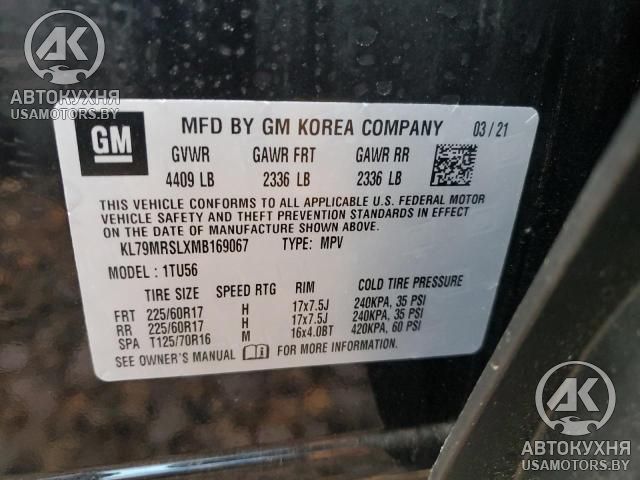 AK
АВТОКУХНЯ
USAMOTORS.BY
GM
MFD BY GM KOREA COMPANY 03/21
GVWR GAWR FRT GAWR RR
4409 LB 2336 LB 2336 LB
THIS VEHICLE CONFORMS TO ALL APPLICABLE U.S. FEDERAL MOTOR
VEHICLE SAFETY AND THEFT PREVENTION STANDARDS IN EFFECT
ON THE DATE OF MANUFACTURE SHOWN ABOVE.
KL79MRSLXMB169067 TYPE: MPV
MODEL : 1TU56
TIRE SIZE SPEED RTG RIM COLD TIRE PRESSURE
FRT 225/60R17 H 17x7.5J 240KPA, 35 PSI
RR 225/60R17 H 17x7.5J 240KPA, 35 PSI
SPA T125/70R16 M 16x4.0BT 420KPA, 60 PSI
SEE OWNER'S MANUAL i FOR MORE INFORMATION.
AK
АВТОКУХНЯ
USAMOTORS.BY